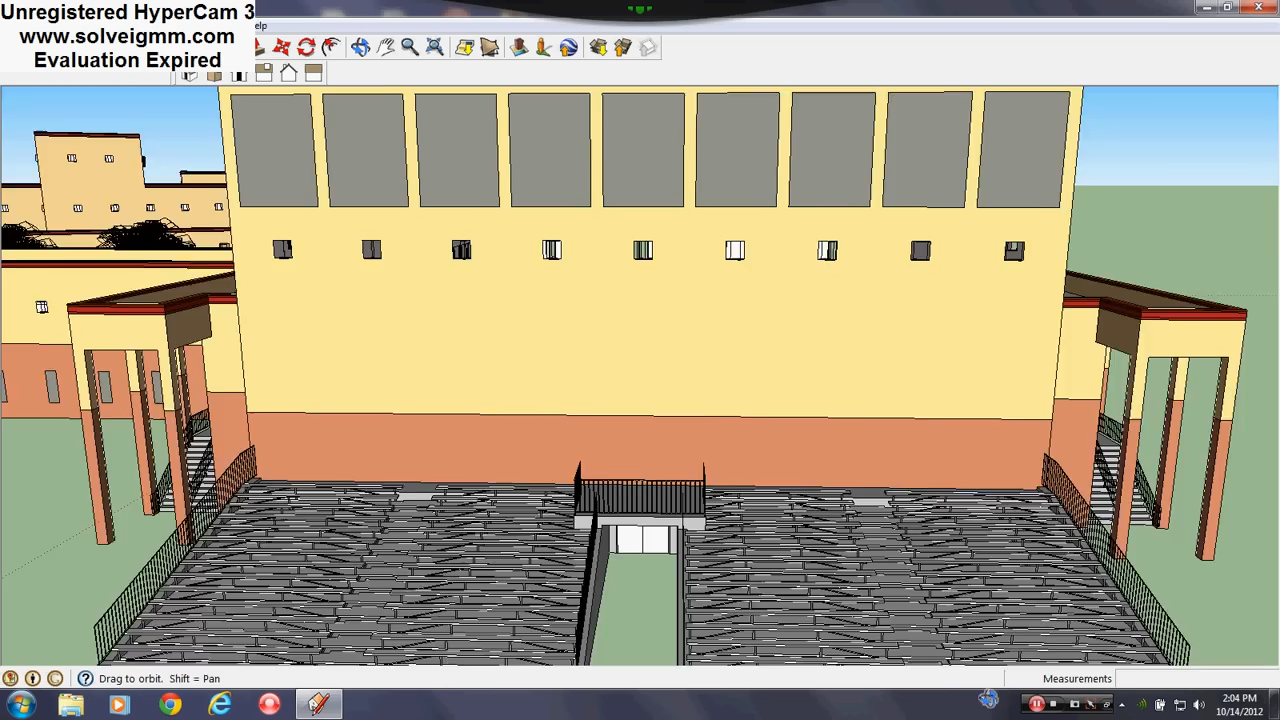 Unregistered HyperCam 3
www.solveigmm.com
Evaluation Expired
elp
Drag to orbit. Shift = Pan
Measurements
2:04 PM
10/14/2012